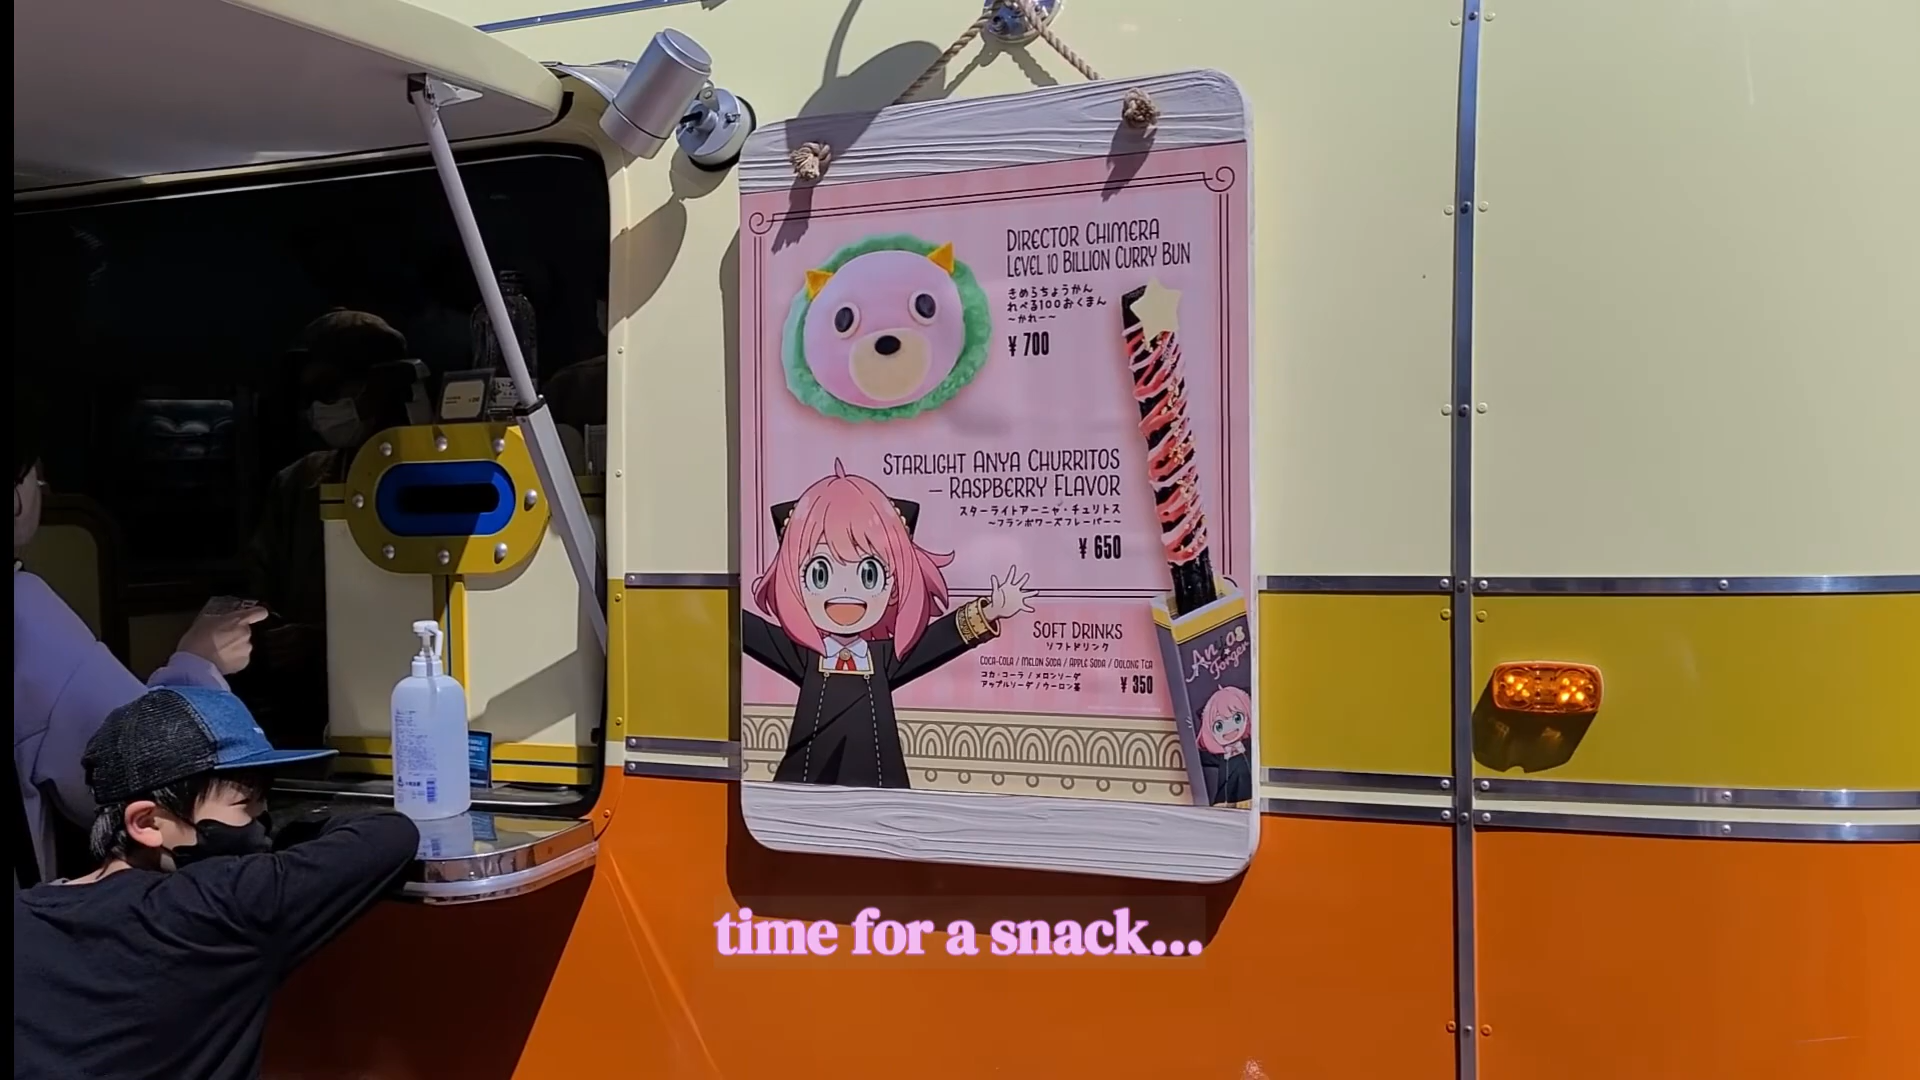 DIRECTOR CHIMERA
LEVEL 10 BILLION CURRY BUN
きめらちょうかん
れべる100おくまん
～かれー～
¥ 700
STARLIGHT ANYA CHURRITOS
– RASPBERRY FLAVOR
スターライトアーニャ・チュリトス
～フランボワーズフレーバー～
¥ 650
SOFT DRINKS
ソフトドリンク
COCA-COLA / MELON SODA / APPLE SODA / OOLONG TEA
コカ・コーラ / メロンソーダ
アップルソーダ / ウーロン茶
¥ 350
Anya
Forger
time for a snack...